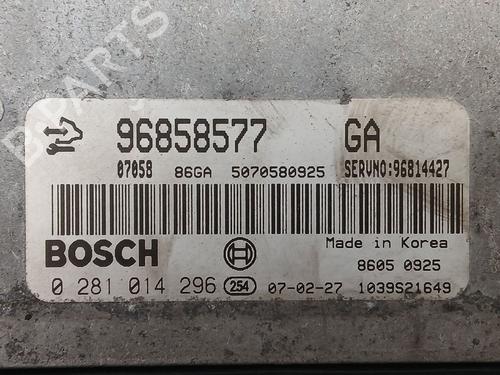 96858577 GA
07058 86GA 5070580925 SERVNO:96814427
BOSCH
Made in Korea
8605 0925
0 281 014 296 254 07-02-27 1039S21649
B-PARTS